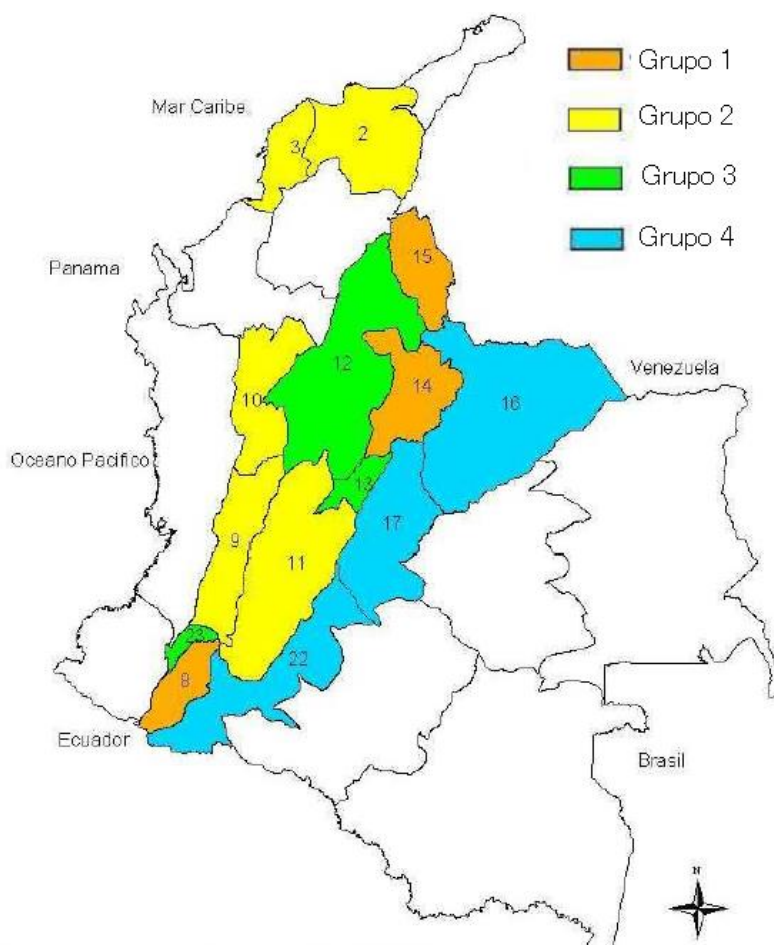 Grupo 1
Mar Caribe
Grupo 2
3
2
Grupo 3
Grupo 4
15
Panama
12
Venezuela
14
10
16
Oceano Pacifico
13
17
9
11
23
22
8
Ecuador
Brasil
N